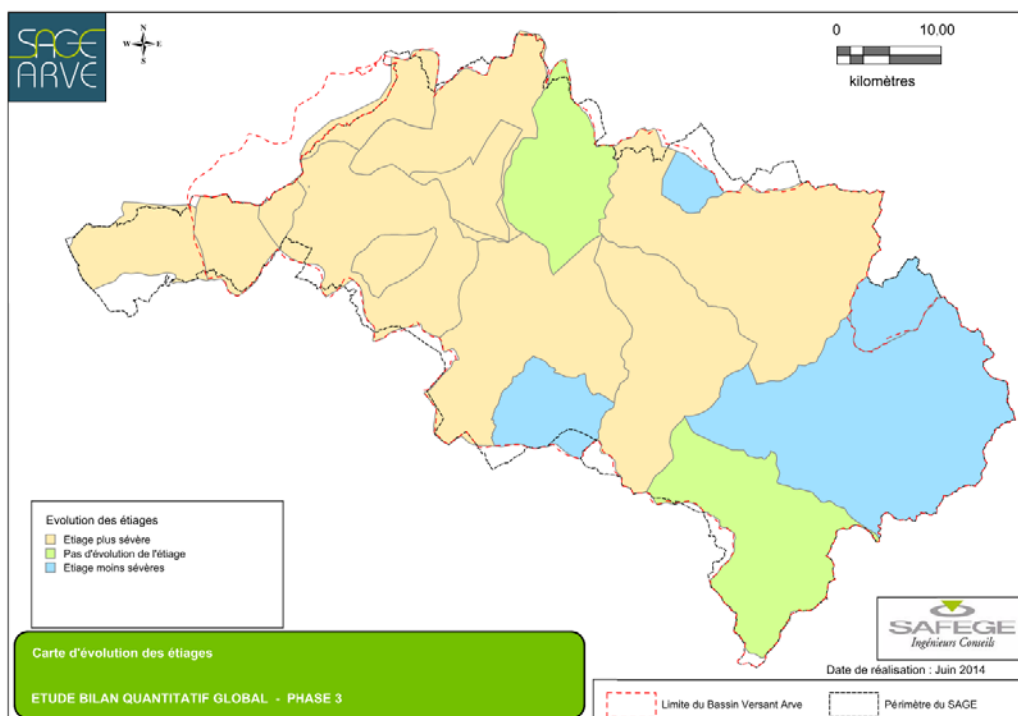 SAGE
ARVE
N
W E
S
0 10,00
kilomètres
Evolution des étiages
Etiage plus sévère
Pas d'évolution de l'étiage
Etiage moins sévères
SAFEGE
Ingénieurs Conseils
Carte d'évolution des étiages
Date de réalisation : Juin 2014
ETUDE BILAN QUANTITATIF GLOBAL - PHASE 3
Limite du Bassin Versant Arve
Périmètre du SAGE